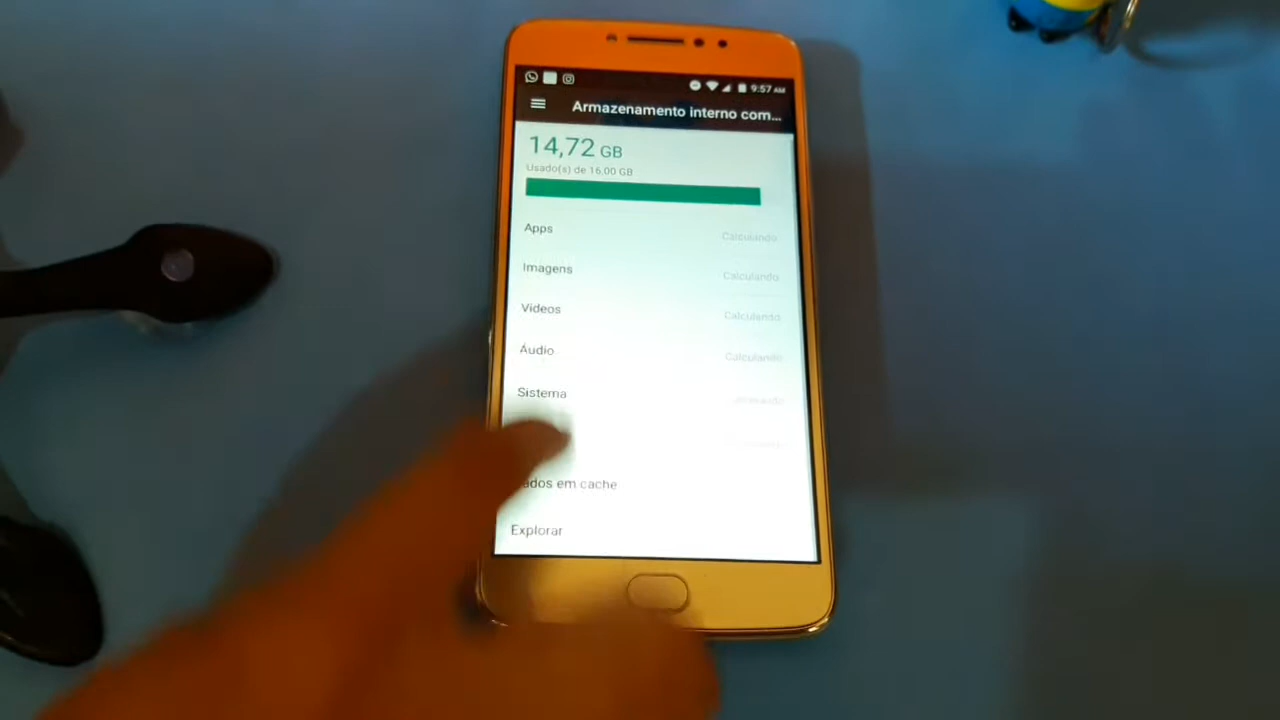 9:57 AM
Armazenamento interno com...
14,72 GB
Usado(s) de 16,00 GB
Apps Calculando
Imagens Calculando
Vídeos Calculando
Áudio Calculando
Sistema
em cache
Explorar